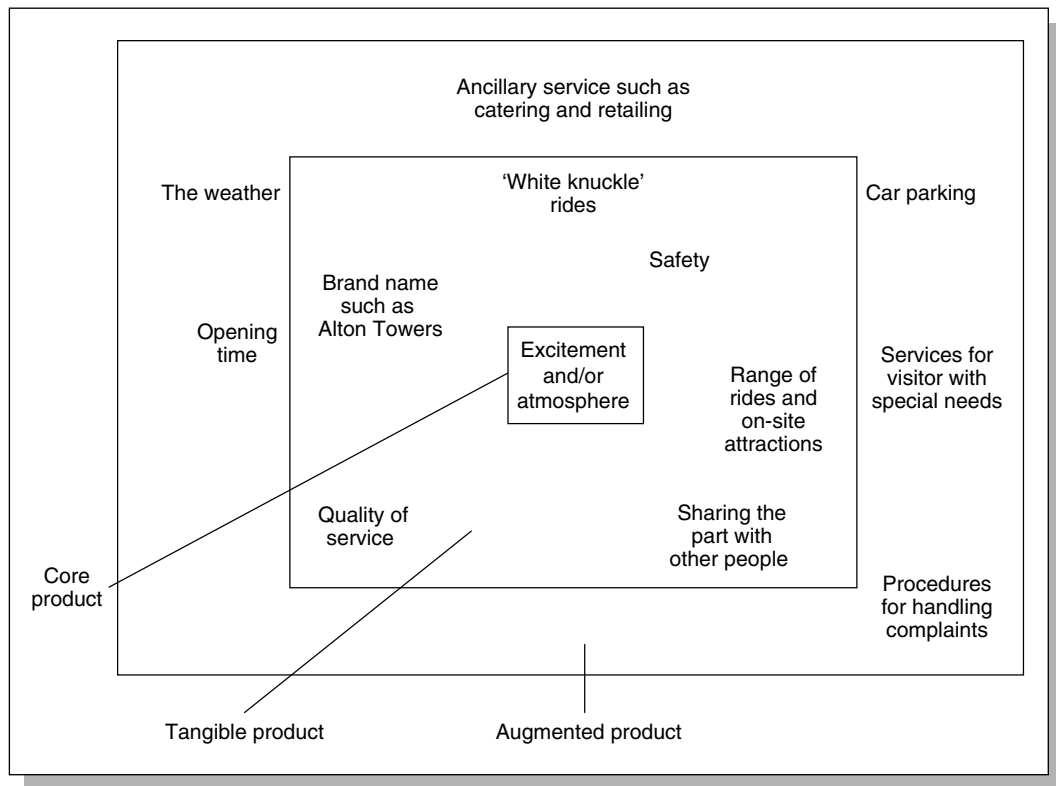 Ancillary service such as
catering and retailing
The weather
‘White knuckle’
rides
Car parking
Safety
Brand name
such as
Alton Towers
Opening
time
Excitement
and/or
atmosphere
Range of
rides and
on-site
attractions
Services for
visitor with
special needs
Quality of
service
Sharing the
part with
other people
Core
product
Procedures
for handling
complaints
Tangible product
Augmented product